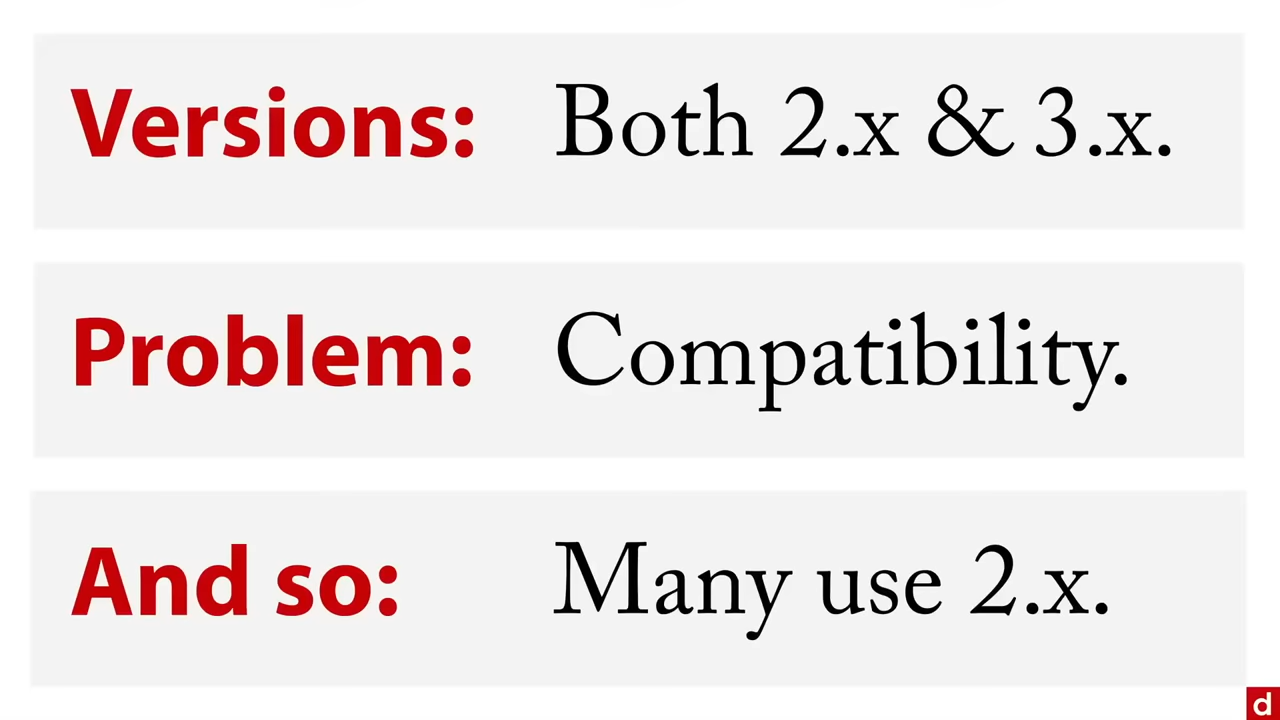 Versions: Both 2.x & 3.x.
Problem: Compatibility.
And so: Many use 2.x.
d